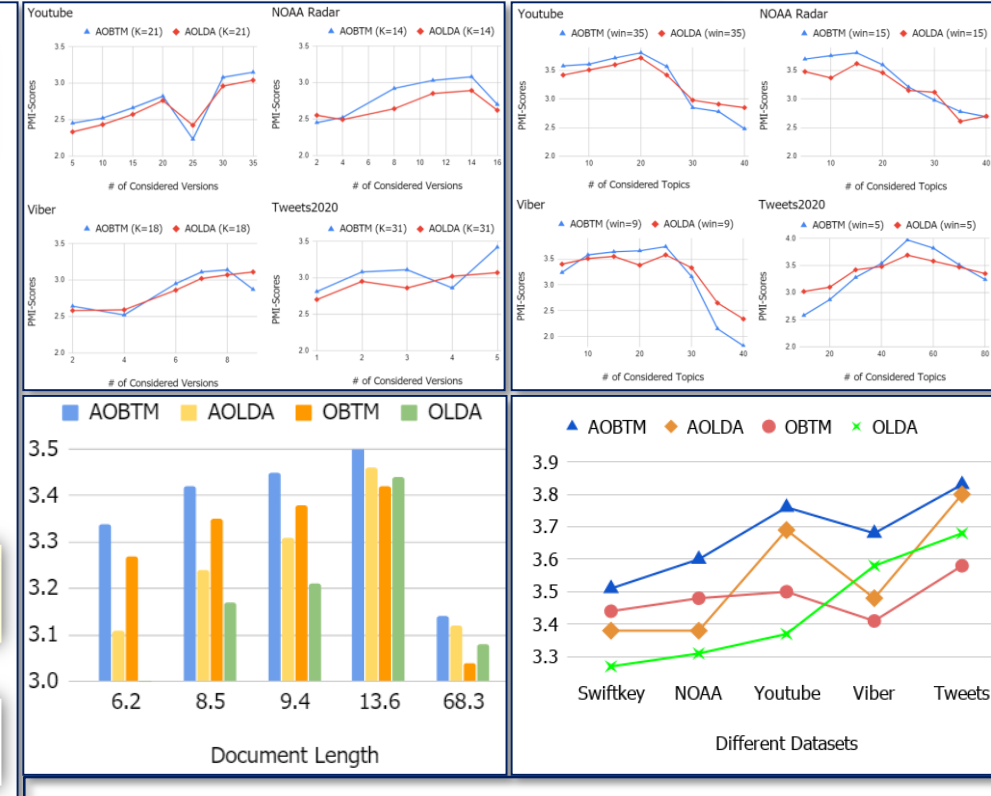 Youtube
AOBTM (K=21) AOLDA (K=21)
3.5
3.0
2.5
2.0
PMI-Scores
5 10 15 20 25 30 35
# of Considered Versions
NOAA Radar
AOBTM (K=14) AOLDA (K=14)
3.5
3.0
2.5
2.0
PMI-Scores
2 4 8 10 11 12 14 16
# of Considered Versions
Viber
AOBTM (K=18) AOLDA (K=18)
3.5
3.0
2.5
2.0
PMI-Scores
2 4 6 8
# of Considered Versions
Tweets2020
AOBTM (K=31) AOLDA (K=31)
3.5
3.0
2.5
2.0
PMI-Scores
1 2 3 4 5
# of Considered Versions
Youtube
AOBTM (win=35) AOLDA (win=35)
3.5
3.0
2.5
2.0
PMI-Scores
10 20 30 40
# of Considered Topics
NOAA Radar
AOBTM (win=15) AOLDA (win=15)
3.5
3.0
2.5
2.0
PMI-Scores
10 20 30 40
# of Considered Topics
Viber
AOBTM (win=9) AOLDA (win=9)
3.5
3.0
2.5
2.0
PMI-Scores
10 20 30 40
# of Considered Topics
Tweets2020
AOBTM (win=5) AOLDA (win=5)
4.0
3.5
3.0
2.5
2.0
PMI-Scores
20 40 60 80
# of Considered Topics
AOBTM AOLDA OBTM OLDA
3.5
3.4
3.3
3.2
3.1
3.0
6.2 8.5 9.4 13.6 68.3
Document Length
AOBTM AOLDA OBTM OLDA
3.9
3.8
3.7
3.6
3.5
3.4
3.3
Swiftkey NOAA Youtube Viber Tweets
Different Datasets